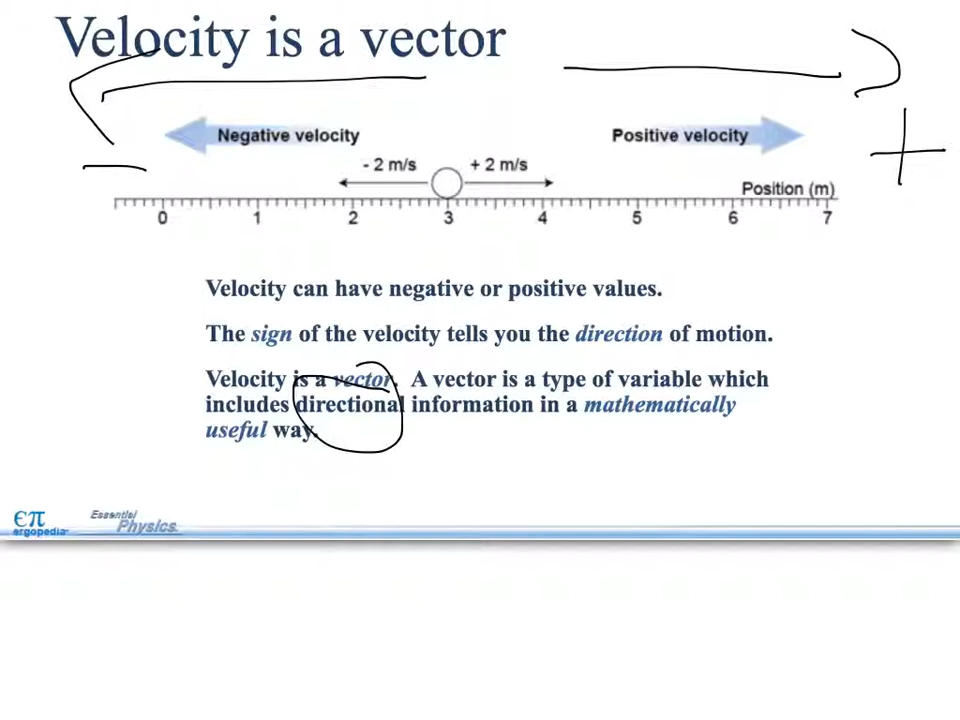 Velocity is a vector
Negative velocity
Positive velocity
−
+
- 2 m/s
+ 2 m/s
Position (m)
0 1 2 3 4 5 6 7
Velocity can have negative or positive values.
The sign of the velocity tells you the direction of motion.
Velocity is a vector. A vector is a type of variable which
includes directional information in a mathematically
useful way.
επ
ergopedia
Essential
Physics